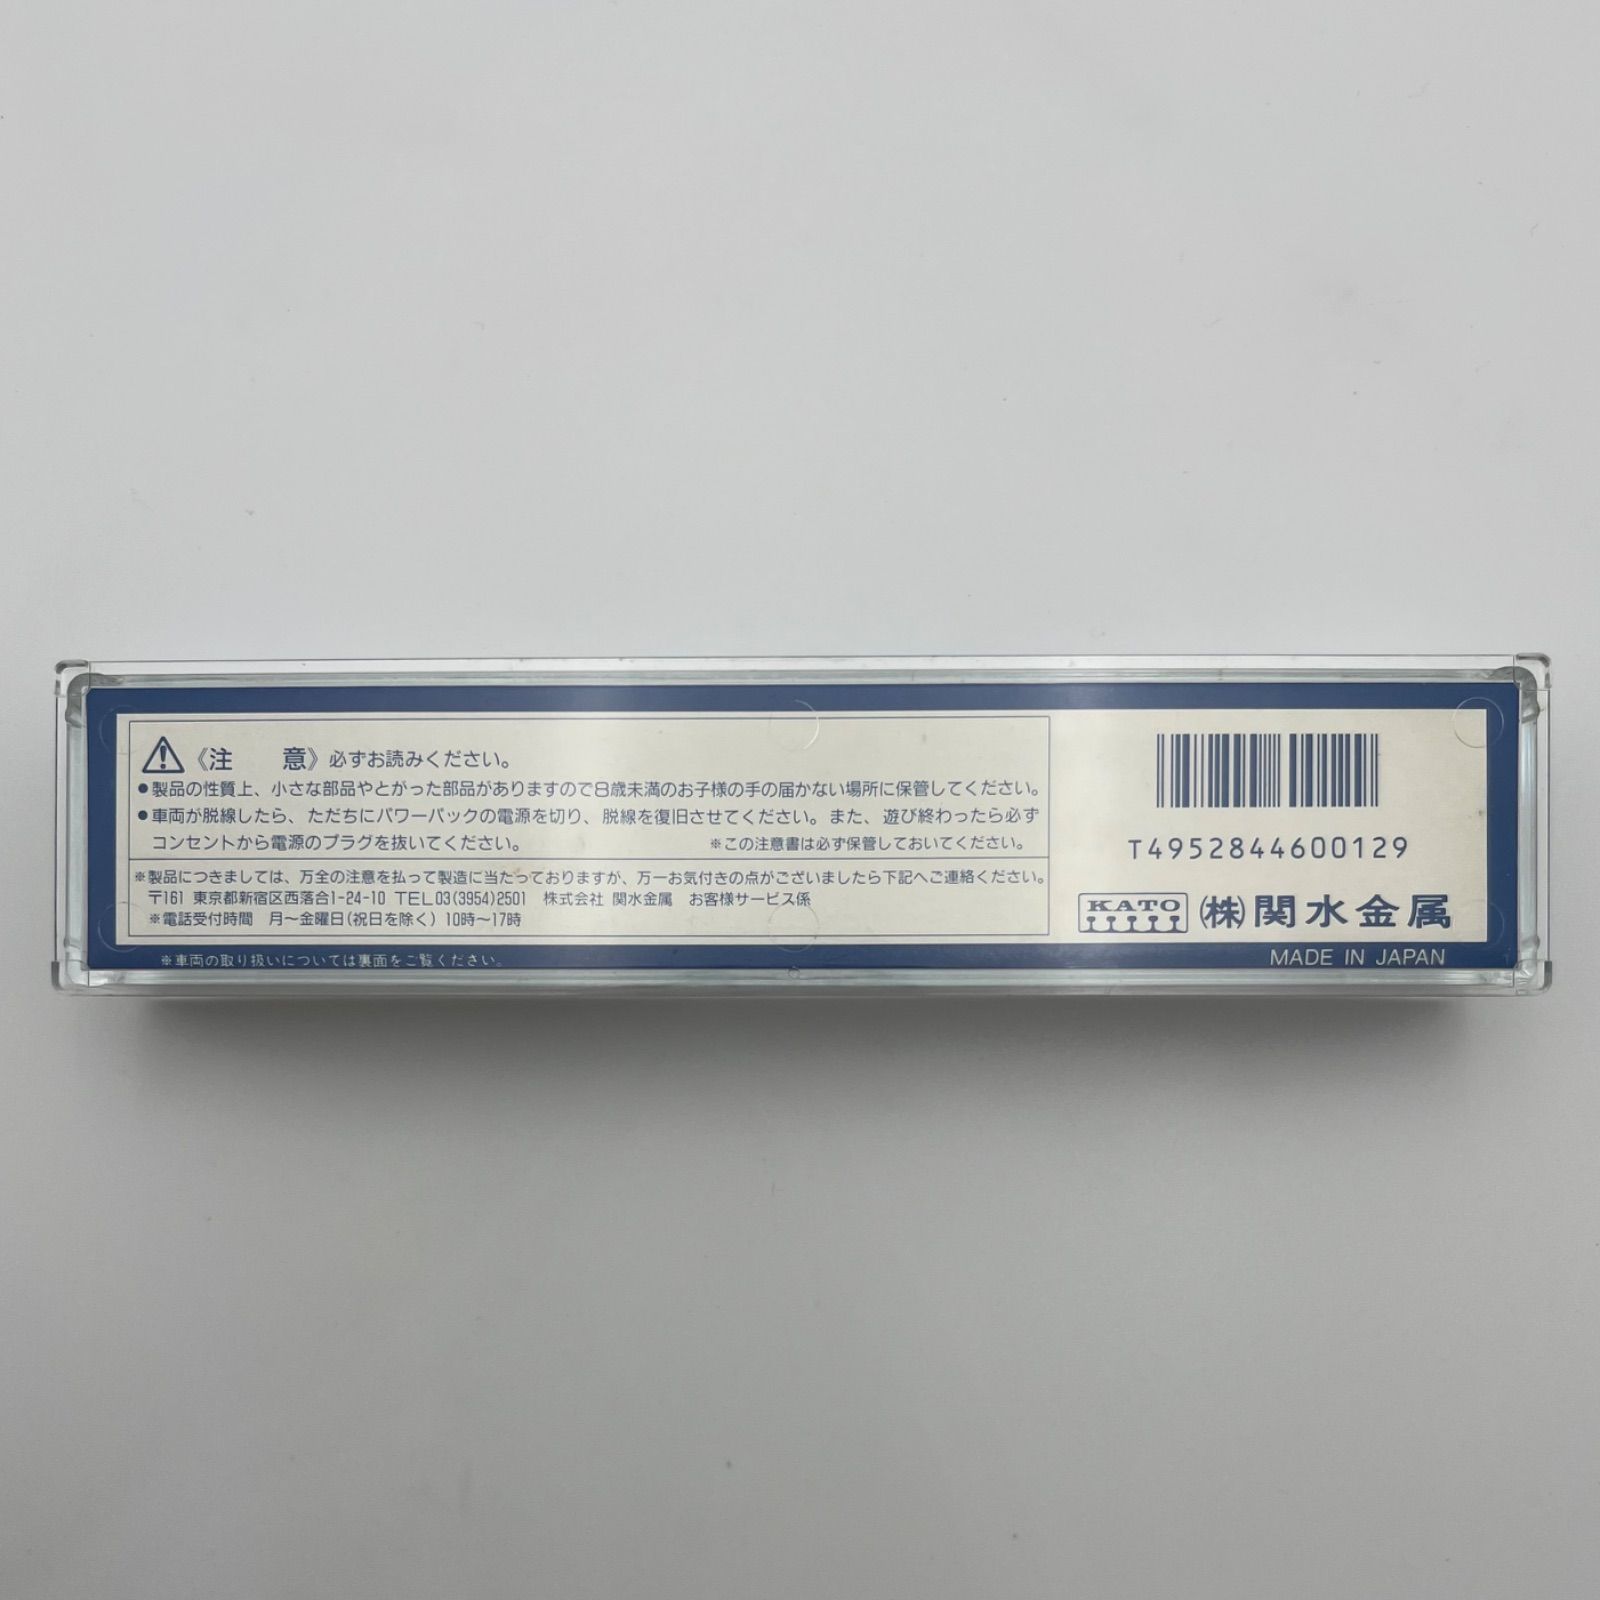 《注　意》必ずお読みください。
●製品の性質上、小さな部品やとがった部品がありますので8歳未満のお子様の手の届かない場所に保管してください。
●車両が脱線したら、ただちにパワーパックの電源を切り、脱線を復旧させてください。また、遊び終わったら必ず
コンセントから電源のプラグを抜いてください。 ※この注意書は必ず保管しておいてください。
※製品につきましては、万全の注意を払って製造に当たっておりますが、万一お気付きの点がございましたら下記へご連絡ください。
〒161 東京都新宿区西落合1-24-10 TEL03(3954)2501 株式会社 関水金属 お客様サービス係
※電話受付時間 月〜金曜日(祝日を除く)10時〜17時
※車両の取り扱いについては裏面をご覧ください。
T4952844600129
KATO (株)関水金属
MADE IN JAPAN